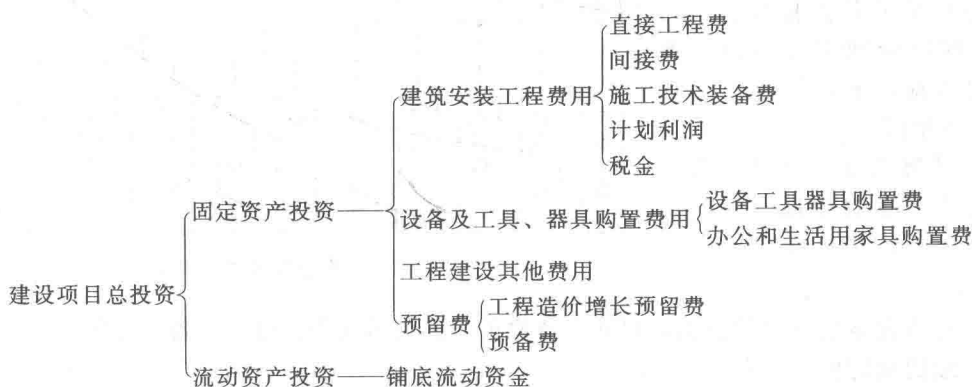 直接工程费
间接费
建筑安装工程费用 施工技术装备费
计划利润
税金
固定资产投资 设备及工具、器具购置费用 设备工具器具购置费
办公和生活用家具购置费
工程建设其他费用
建设项目总投资
预留费 工程造价增长预留费
预备费
流动资产投资 铺底流动资金